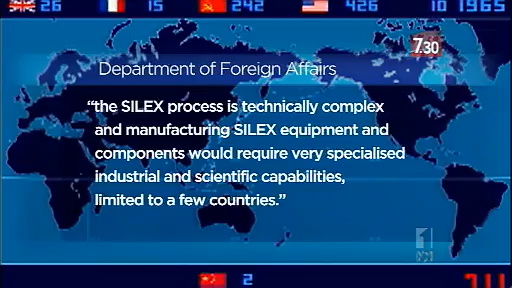 26 15 242 426 10 1965
7.30
Department of Foreign Affairs
“the SILEX process is technically complex
and manufacturing SILEX equipment and
components would require very specialised
industrial and scientific capabilities,
limited to a few countries.”
1
2